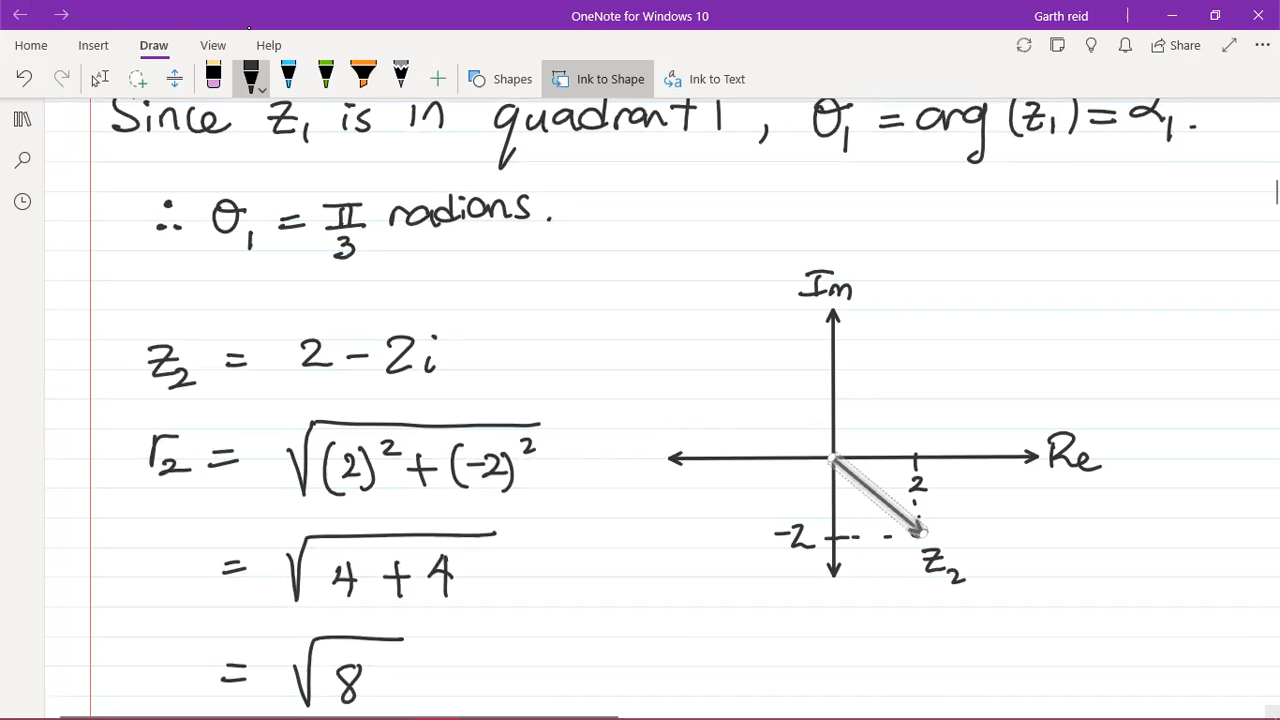 OneNote for Windows 10
Garth reid
Home Insert Draw View Help
Share
Shapes Ink to Shape Ink to Text
Since z₁ is in quadrant 1, θ₁ = arg(z₁) = α₁.
∴ θ₁ = π/3 radians.
Im
z₂ = 2 - 2i
r₂ = √((2)² + (-2)²)
Re
2
= √(4 + 4)
-2
z₂
= √8